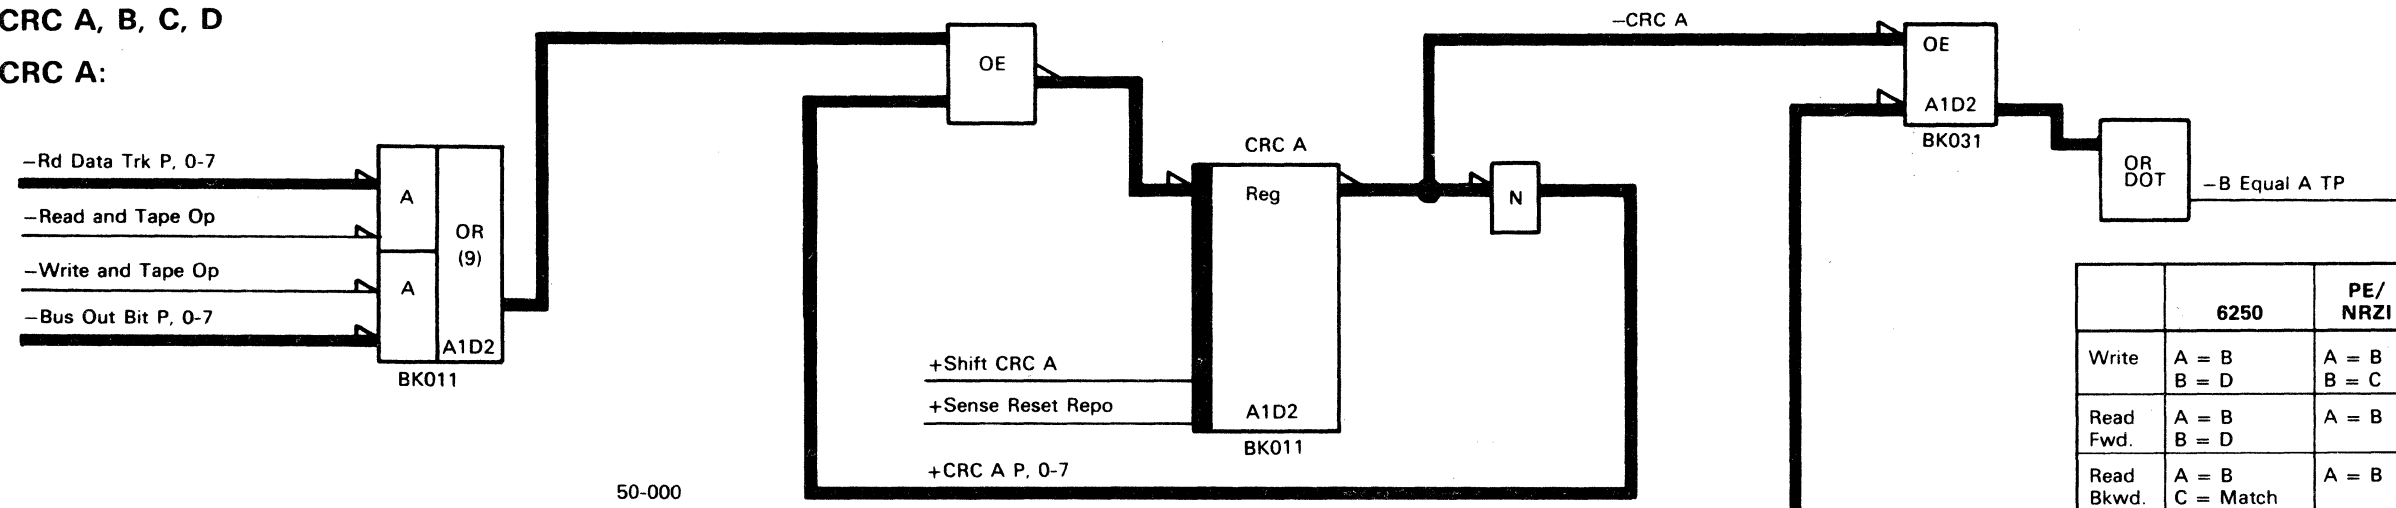 CRC A, B, C, D
CRC A:
–Rd Data Trk P, 0-7
–Read and Tape Op
–Write and Tape Op
–Bus Out Bit P, 0-7
A
A
OR
(9)
A1D2
BK011
OE
CRC A
Reg
A1D2
BK011
+Shift CRC A
+Sense Reset Repo
+CRC A P, 0-7
50-000
N
–CRC A
OE
A1D2
BK031
OR
DOT
–B Equal A TP
6250
PE/
NRZI
Write
A = B
B = D
A = B
B = C
Read
Fwd.
A = B
B = D
A = B
Read
Bkwd.
A = B
C = Match
A = B